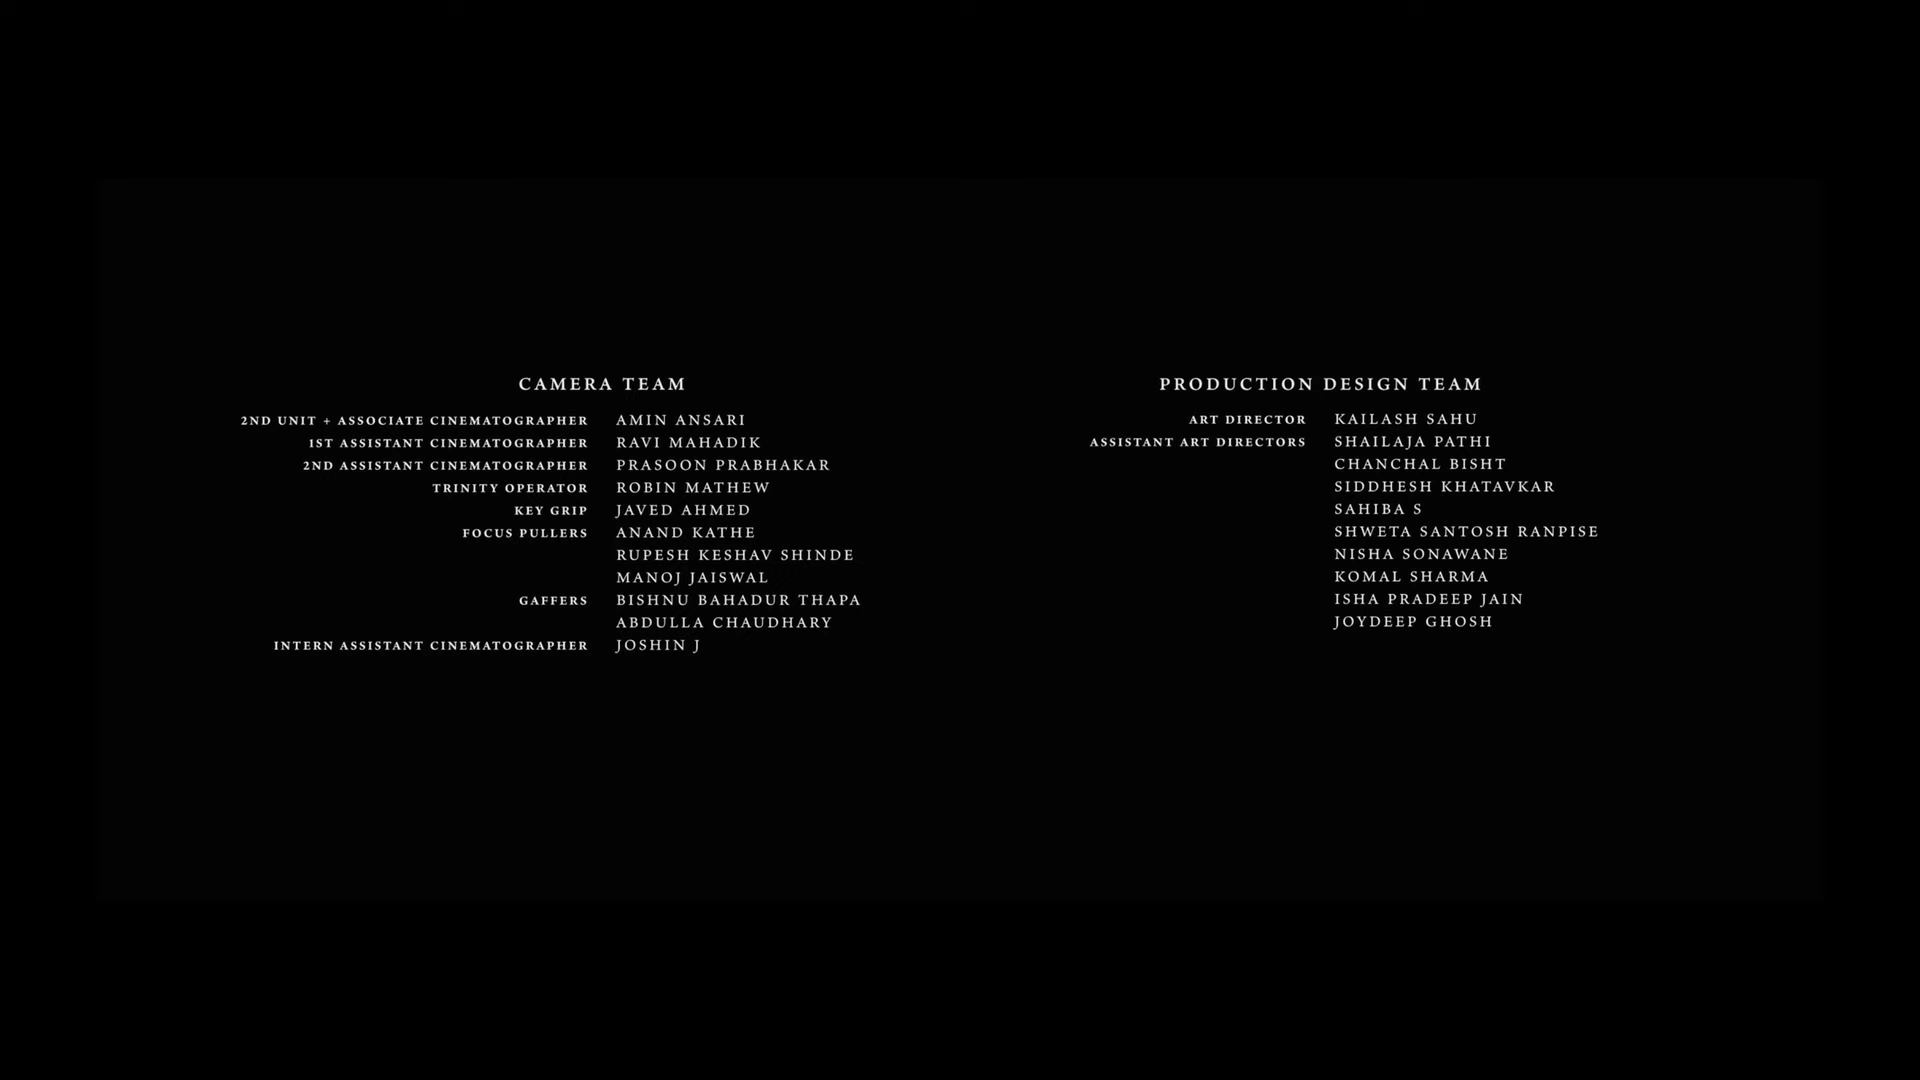 CAMERA TEAM
2ND UNIT + ASSOCIATE CINEMATOGRAPHER AMIN ANSARI
1ST ASSISTANT CINEMATOGRAPHER RAVI MAHADIK
2ND ASSISTANT CINEMATOGRAPHER PRASOON PRABHAKAR
TRINITY OPERATOR ROBIN MATHEW
KEY GRIP JAVED AHMED
FOCUS PULLERS ANAND KATHE
RUPESH KESHAV SHINDE
MANOJ JAISWAL
GAFFERS BISHNU BAHADUR THAPA
ABDULLA CHAUDHARY
INTERN ASSISTANT CINEMATOGRAPHER JOSHIN J
PRODUCTION DESIGN TEAM
ART DIRECTOR KAILASH SAHU
ASSISTANT ART DIRECTORS SHAILAJA PATHI
CHANCHAL BISHT
SIDDHESH KHATAVKAR
SAHIBA S
SHWETA SANTOSH RANPISE
NISHA SONAWANE
KOMAL SHARMA
ISHA PRADEEP JAIN
JOYDEEP GHOSH